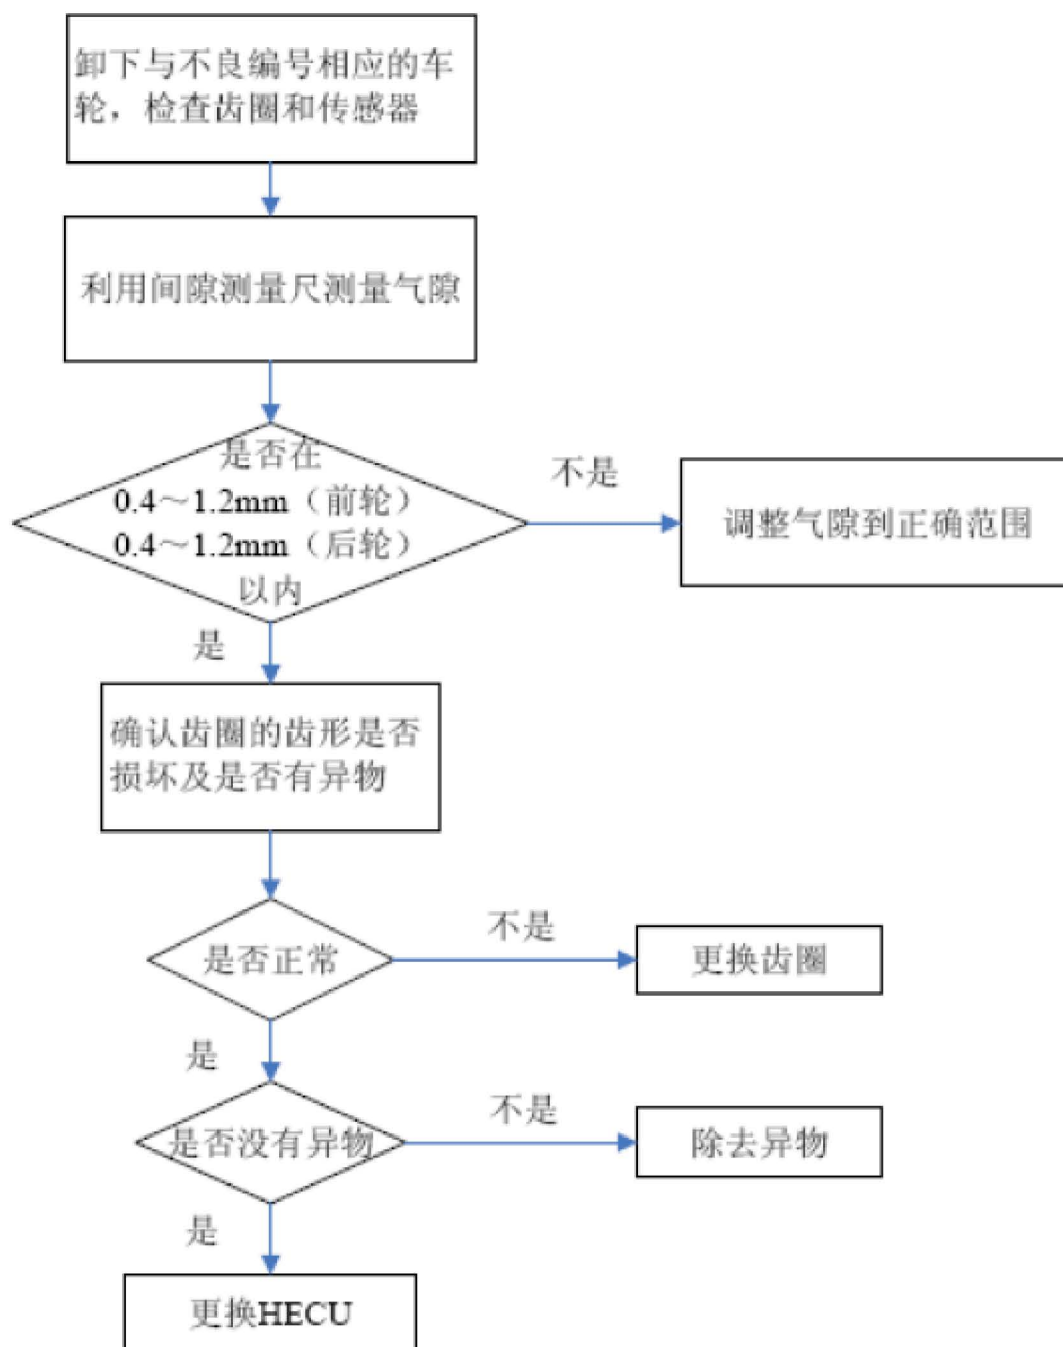 卸下与不良编号相应的车
轮，检查齿圈和传感器
利用间隙测量尺测量气隙
是否在
0.4～1.2mm（前轮）
0.4～1.2mm（后轮）
以内
不是
调整气隙到正确范围
是
确认齿圈的齿形是否
损坏及是否有异物
是否正常
不是
更换齿圈
是
是否没有异物
不是
除去异物
是
更换HECU